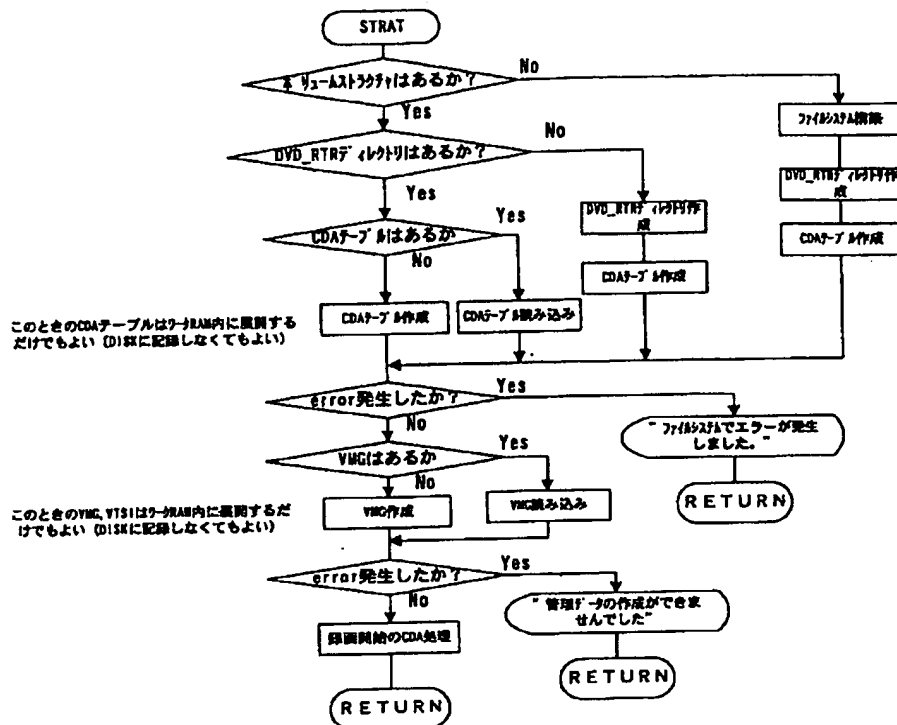 STRAT
ボリュームストラクチャはあるか?
No
Yes
ファイルシステム構築
DVD_RTRディレクトリはあるか?
No
Yes
DVD_RTRディレクトリ作
成
DVD_RTRディレクトリ作
成
CDAテーブルはあるか
Yes
No
CDAテーブル作成
CDAテーブル作成
CDAテーブル作成
CDAテーブル読み込み
このときのCDAテーブルはワークRAM内に展開する
だけでもよい (DISKに記録しなくてもよい)
error発生したか?
Yes
No
"ファイルシステムでエラーが発生
しました。"
RETURN
VMGはあるか
Yes
No
VMG作成
VMG読み込み
このときのVMG,VTSIはワークRAM内に展開するだ
けでもよい (DISKに記録しなくてもよい)
error発生したか?
Yes
No
"管理データの作成ができま
せんでした"
RETURN
録画開始のCDA処理
RETURN